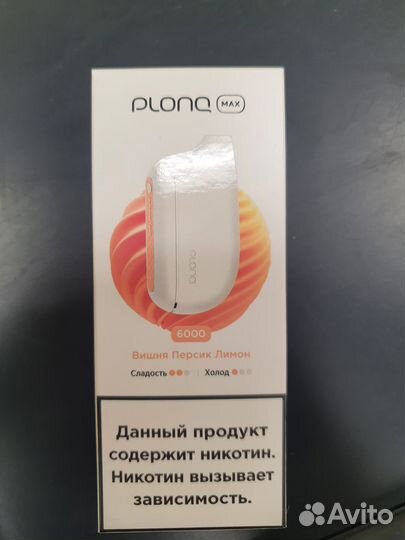 PLONQ MAX
PLONQ
6000
Вишня Персик Лимон
Сладость Холод
Данный продукт
содержит никотин.
Никотин вызывает
зависимость.
Avito